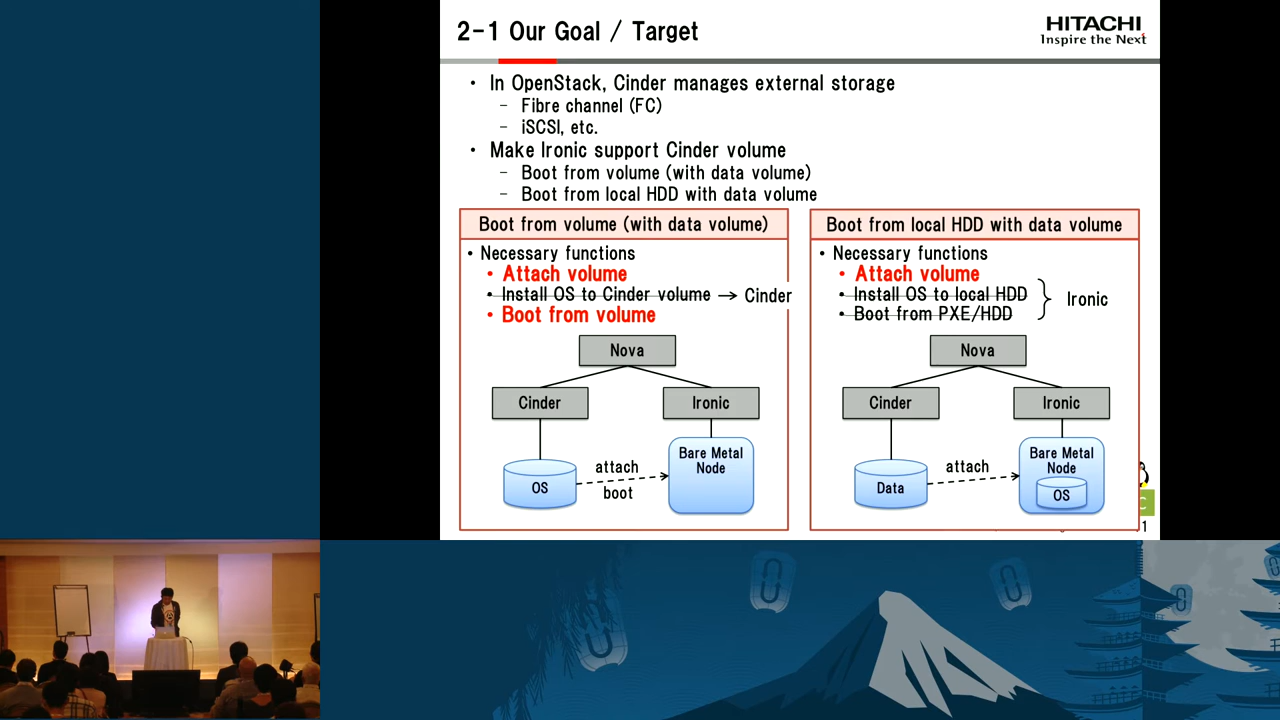 2-1 Our Goal / Target
HITACHI
Inspire the Next
• In OpenStack, Cinder manages external storage
– Fibre channel (FC)
– iSCSI, etc.
• Make Ironic support Cinder volume
– Boot from volume (with data volume)
– Boot from local HDD with data volume
Boot from volume (with data volume)
• Necessary functions
• Attach volume
• Install OS to Cinder volume → Cinder
• Boot from volume
Nova
Cinder
Ironic
Bare Metal
Node
attach
boot
OS
Boot from local HDD with data volume
• Necessary functions
• Attach volume
• Install OS to local HDD
• Boot from PXE/HDD
Ironic
Nova
Cinder
Ironic
Bare Metal
Node
attach
Data
OS
C
1